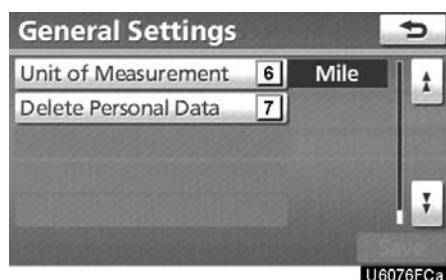 General Settings
Unit of Measurement 6 Mile
Delete Personal Data 7
Save
U6076FCa